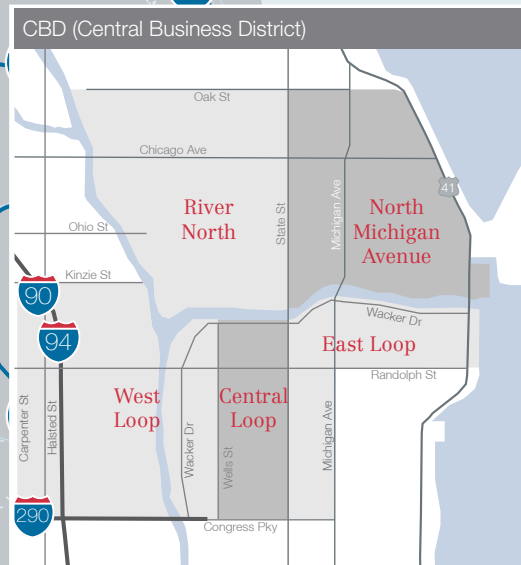 CBD (Central Business District)
Oak St
Chicago Ave
41
River
North
State St
Michigan Ave
North
Michigan
Avenue
Ohio St
Kinzie St
90
Wacker Dr
94
East Loop
Randolph St
West
Loop
Central
Loop
Carpenter St
Halsted St
Wacker Dr
Wells St
Michigan Ave
290
Congress Pky